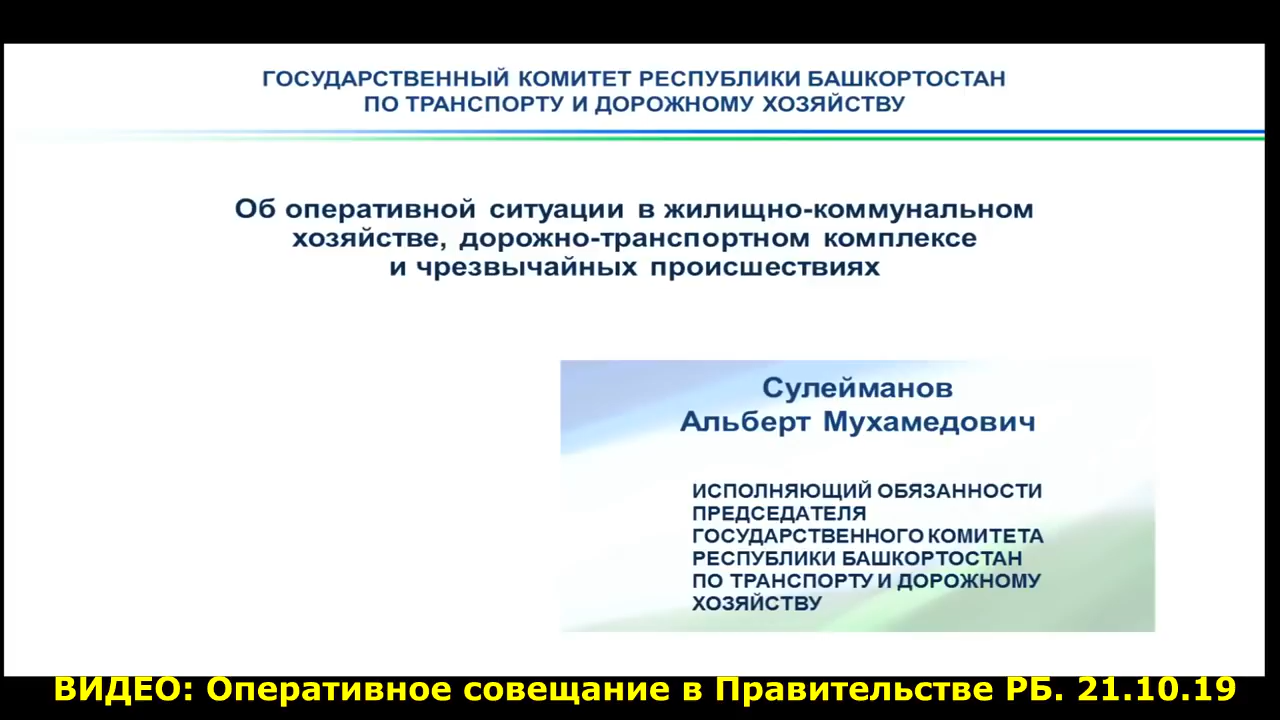 ГОСУДАРСТВЕННЫЙ КОМИТЕТ РЕСПУБЛИКИ БАШКОРТОСТАН
ПО ТРАНСПОРТУ И ДОРОЖНОМУ ХОЗЯЙСТВУ
Об оперативной ситуации в жилищно-коммунальном
хозяйстве, дорожно-транспортном комплексе
и чрезвычайных происшествиях
Сулейманов
Альберт Мухамедович
ИСПОЛНЯЮЩИЙ ОБЯЗАННОСТИ
ПРЕДСЕДАТЕЛЯ
ГОСУДАРСТВЕННОГО КОМИТЕТА
РЕСПУБЛИКИ БАШКОРТОСТАН
ПО ТРАНСПОРТУ И ДОРОЖНОМУ
ХОЗЯЙСТВУ
ВИДЕО: Оперативное совещание в Правительстве РБ. 21.10.19